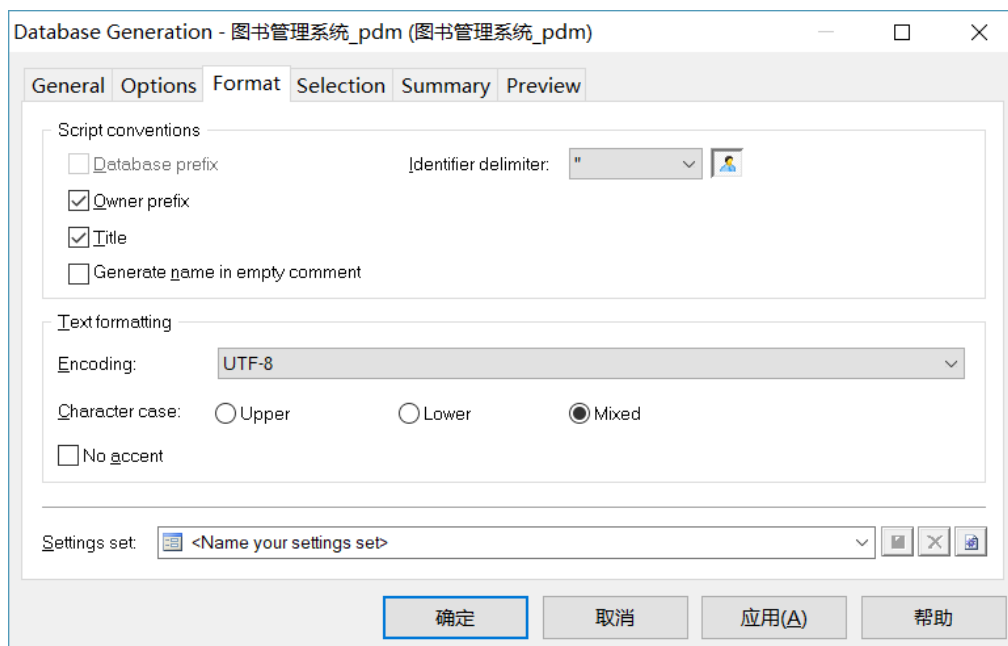 Database Generation - 图书管理系统_pdm (图书管理系统_pdm)
General Options Format Selection Summary Preview
Script conventions
Database prefix Identifier delimiter: "
Owner prefix
Title
Generate name in empty comment
Text formatting
Encoding: UTF-8
Character case: Upper Lower Mixed
No accent
Settings set: <Name your settings set>
确定 取消 应用(A) 帮助